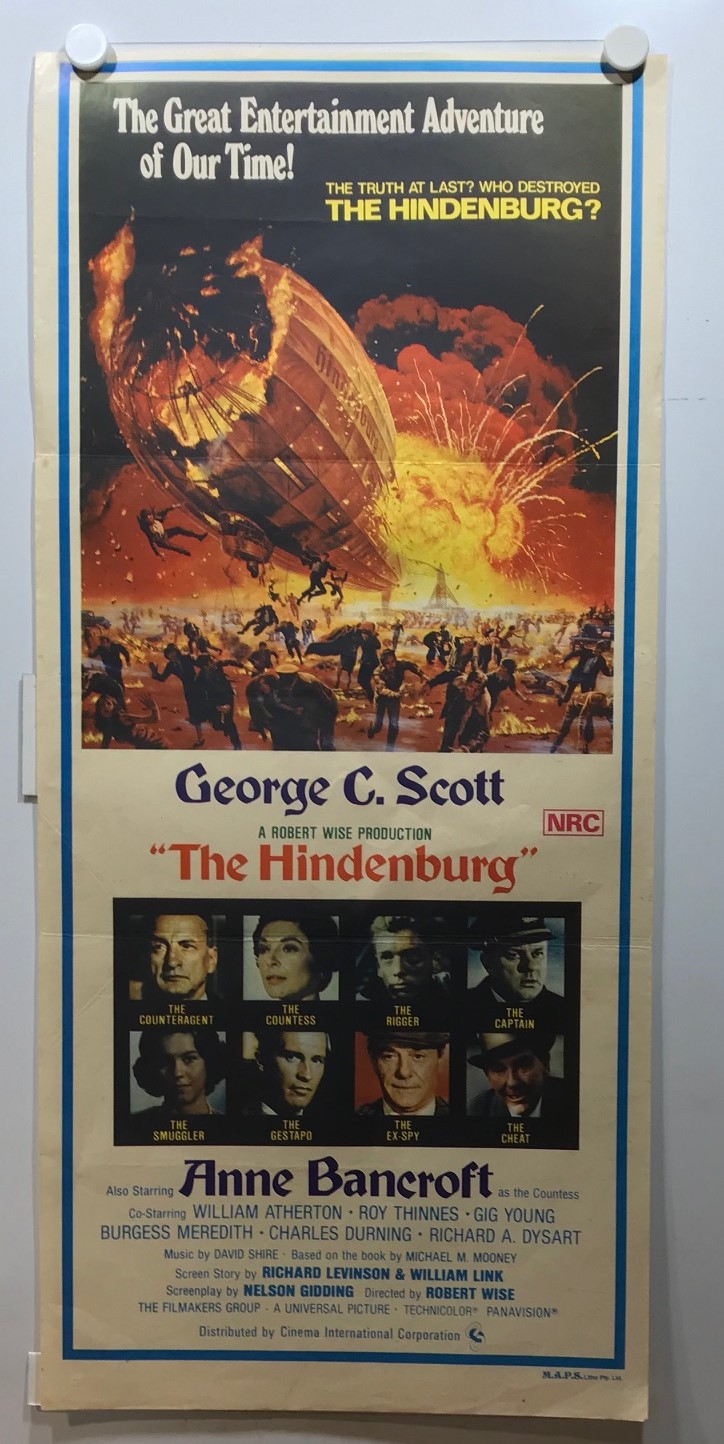 The Great Entertainment Adventure
of Our Time!
THE TRUTH AT LAST? WHO DESTROYED
THE HINDENBURG?
Hindenburg
George C. Scott
NRC
A ROBERT WISE PRODUCTION
"The Hindenburg"
THE COUNTERAGENT
THE COUNTESS
THE RIGGER
THE CAPTAIN
THE SMUGGLER
THE GESTAPO
THE EX-SPY
THE CHEAT
Also Starring Anne Bancroft as the Countess
Co-Starring WILLIAM ATHERTON · ROY THINNES · GIG YOUNG
BURGESS MEREDITH · CHARLES DURNING · RICHARD A. DYSART
Music by DAVID SHIRE · Based on the book by MICHAEL M. MOONEY
Screen Story by RICHARD LEVINSON & WILLIAM LINK
Screenplay by NELSON GIDDING Directed by ROBERT WISE
THE FILMAKERS GROUP · A UNIVERSAL PICTURE · TECHNICOLOR® PANAVISION®
Distributed by Cinema International Corporation
M.A.P.S. Litho Pty. Ltd.